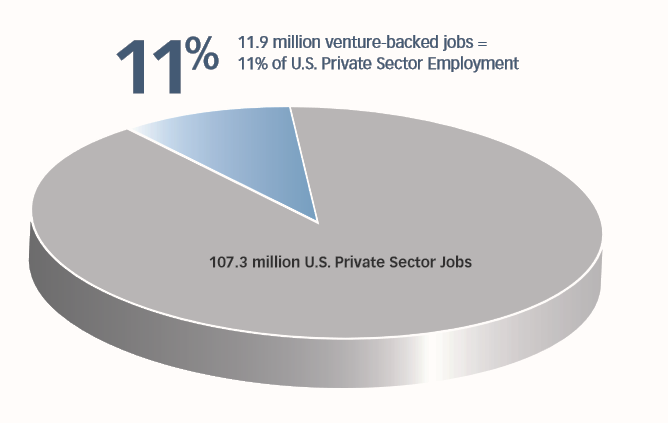 11%
11.9 million venture-backed jobs =
11% of U.S. Private Sector Employment
107.3 million U.S. Private Sector Jobs